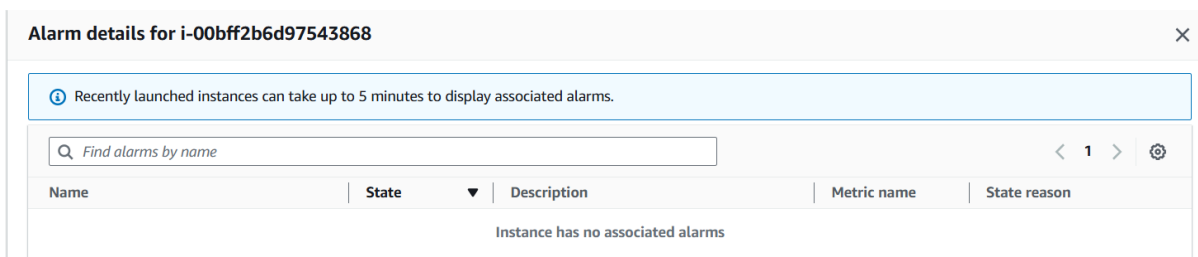 Alarm details for i-00bff2b6d97543868
Recently launched instances can take up to 5 minutes to display associated alarms.
Find alarms by name
1
Name State Description Metric name State reason
Instance has no associated alarms